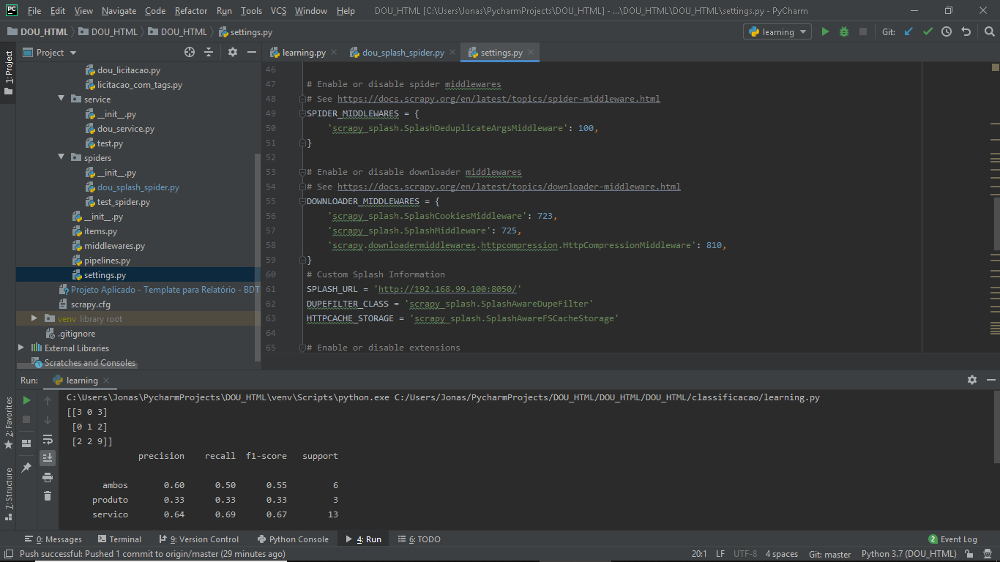 PC File Edit View Navigate Code Refactor Run Tools VCS Window Help DOU_HTML [C:\Users\Jonas\PycharmProjects\DOU_HTML] - ...\DOU_HTML\DOU_HTML\settings.py - PyCharm
DOU_HTML DOU_HTML DOU_HTML settings.py learning Git:
1: Project
Project
learning.py dou_splash_spider.py settings.py
dou_licitacao.py
licitacao_com_tags.py
service
__init__.py
dou_service.py
test.py
spiders
__init__.py
dou_splash_spider.py
test_spider.py
__init__.py
items.py
middlewares.py
pipelines.py
settings.py
Projeto Aplicado - Template para Relatório - BDT
scrapy.cfg
venv library root
.gitignore
External Libraries
Scratches and Consoles
46
47 # Enable or disable spider middlewares
48 # See https://docs.scrapy.org/en/latest/topics/spider-middleware.html
49 SPIDER_MIDDLEWARES = {
50 'scrapy_splash.SplashDeduplicateArgsMiddleware': 100,
51 }
52
53 # Enable or disable downloader middlewares
54 # See https://docs.scrapy.org/en/latest/topics/downloader-middleware.html
55 DOWNLOADER_MIDDLEWARES = {
56 'scrapy_splash.SplashCookiesMiddleware': 723,
57 'scrapy_splash.SplashMiddleware': 725,
58 'scrapy.downloadermiddlewares.httpcompression.HttpCompressionMiddleware': 810,
59 }
60 # Custom Splash Information
61 SPLASH_URL = 'http://192.168.99.100:8050/'
62 DUPEFILTER_CLASS = 'scrapy_splash.SplashAwareDupeFilter'
63 HTTPCACHE_STORAGE = 'scrapy_splash.SplashAwareFSCacheStorage'
64
65 # Enable or disable extensions
Run: learning
2: Favorites
7: Structure
C:\Users\Jonas\PycharmProjects\DOU_HTML\venv\Scripts\python.exe C:/Users/Jonas/PycharmProjects/DOU_HTML/DOU_HTML/DOU_HTML/classificacao/learning.py
[[3 0 3]
[0 1 2]
[2 2 9]]
precision recall f1-score support
ambos 0.60 0.50 0.55 6
produto 0.33 0.33 0.33 3
servico 0.64 0.69 0.67 13
0: Messages Terminal 9: Version Control Python Console 4: Run 6: TODO 2 Event Log
Push successful: Pushed 1 commit to origin/master (29 minutes ago) 20:1 LF UTF-8 4 spaces Git: master Python 3.7 (DOU_HTML)